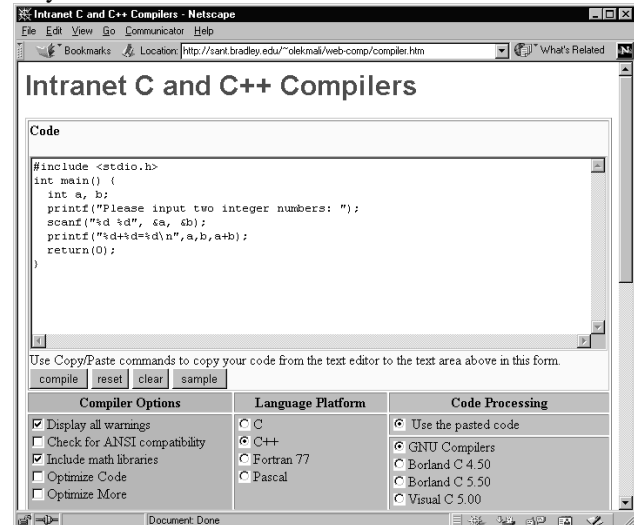 Intranet C and C++ Compilers - Netscape
File Edit View Go Communicator Help
Bookmarks Location: http://sant.bradley.edu/~olekmali/web-comp/compiler.htm What's Related
Intranet C and C++ Compilers
Code
#include <stdio.h>
int main() {
  int a, b;
  printf("Please input two integer numbers: ");
  scanf("%d %d", &a, &b);
  printf("%d+%d=%d\n",a,b,a+b);
  return(0);
}
Use Copy/Paste commands to copy your code from the text editor to the text area above in this form.
compile reset clear sample
Compiler Options Language Platform Code Processing
Display all warnings C Use the pasted code
Check for ANSI compatibility C++ GNU Compilers
Include math libraries Fortran 77 Borland C 4.50
Optimize Code Pascal Borland C 5.50
Optimize More Visual C 5.00
Document: Done